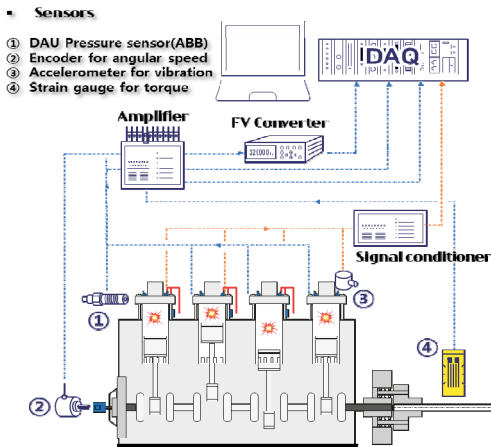 ▪ Sensors
① DAU Pressure sensor(ABB)
② Encoder for angular speed
③ Accelerometer for vibration
④ Strain gauge for torque
IDAQ
Amplifier
FV Converter
Signal conditioner
①
③
④
②